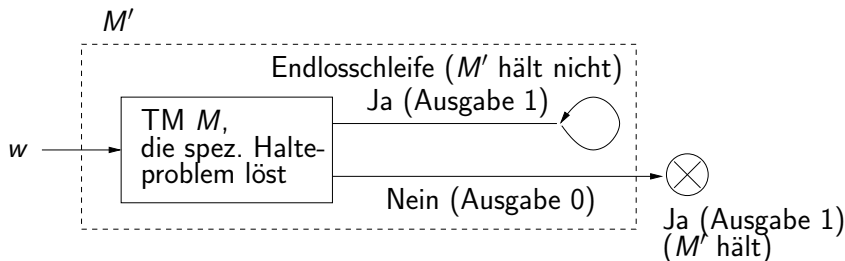 M′
Endlosschleife (M′ hält nicht)
Ja (Ausgabe 1)
TM M,
die spez. Halte-
problem löst
w
Nein (Ausgabe 0)
Ja (Ausgabe 1)
(M′ hält)